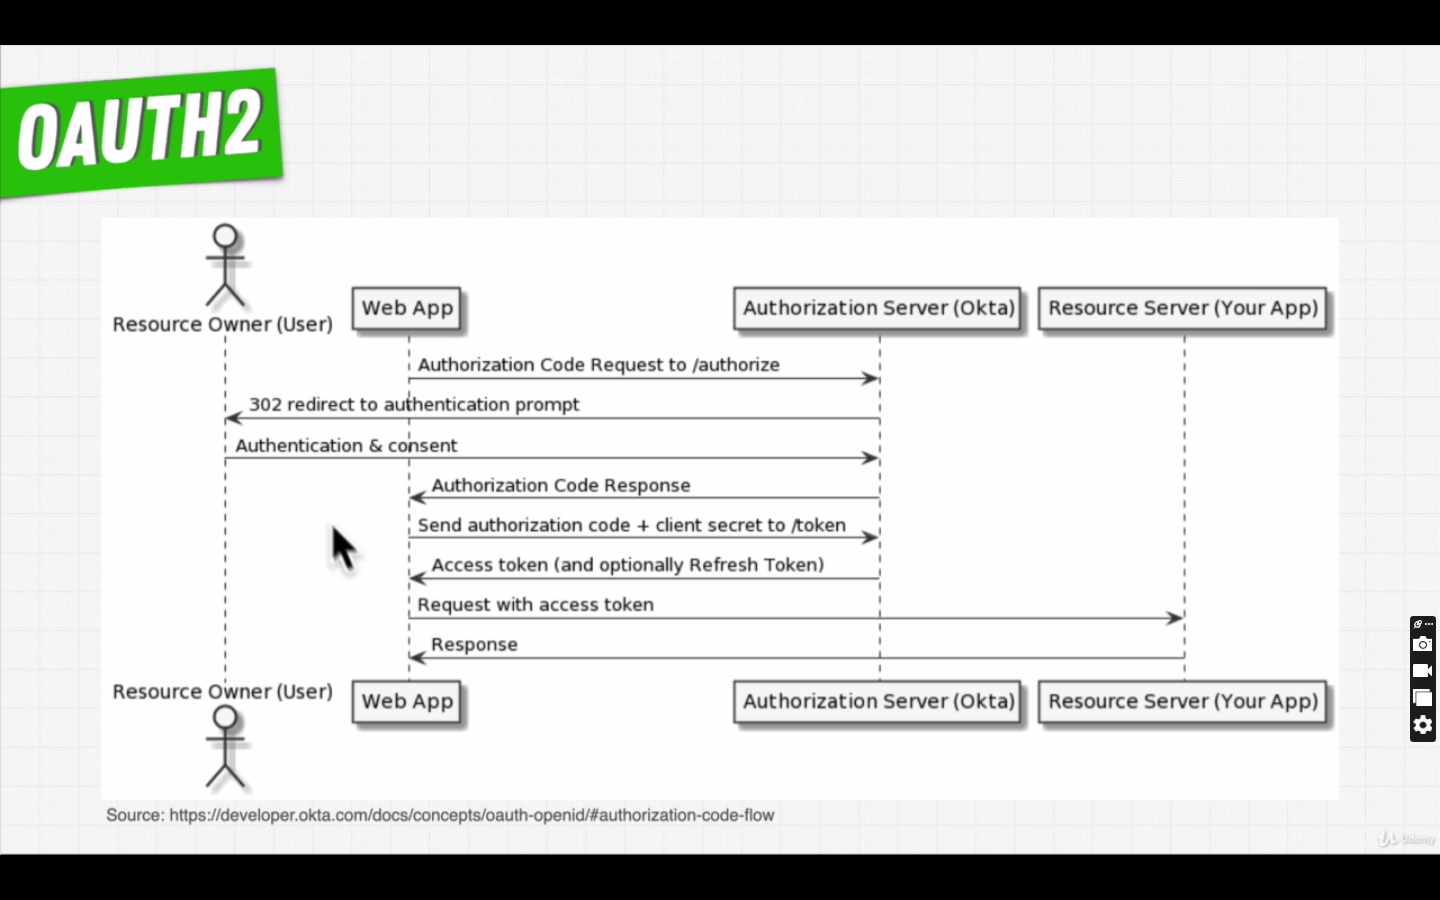 OAUTH2
Resource Owner (User)
Web App
Authorization Server (Okta)
Resource Server (Your App)
Authorization Code Request to /authorize
302 redirect to authentication prompt
Authentication & consent
Authorization Code Response
Send authorization code + client secret to /token
Access token (and optionally Refresh Token)
Request with access token
Response
Resource Owner (User)
Web App
Authorization Server (Okta)
Resource Server (Your App)
Source: https://developer.okta.com/docs/concepts/oauth-openid/#authorization-code-flow
Udemy